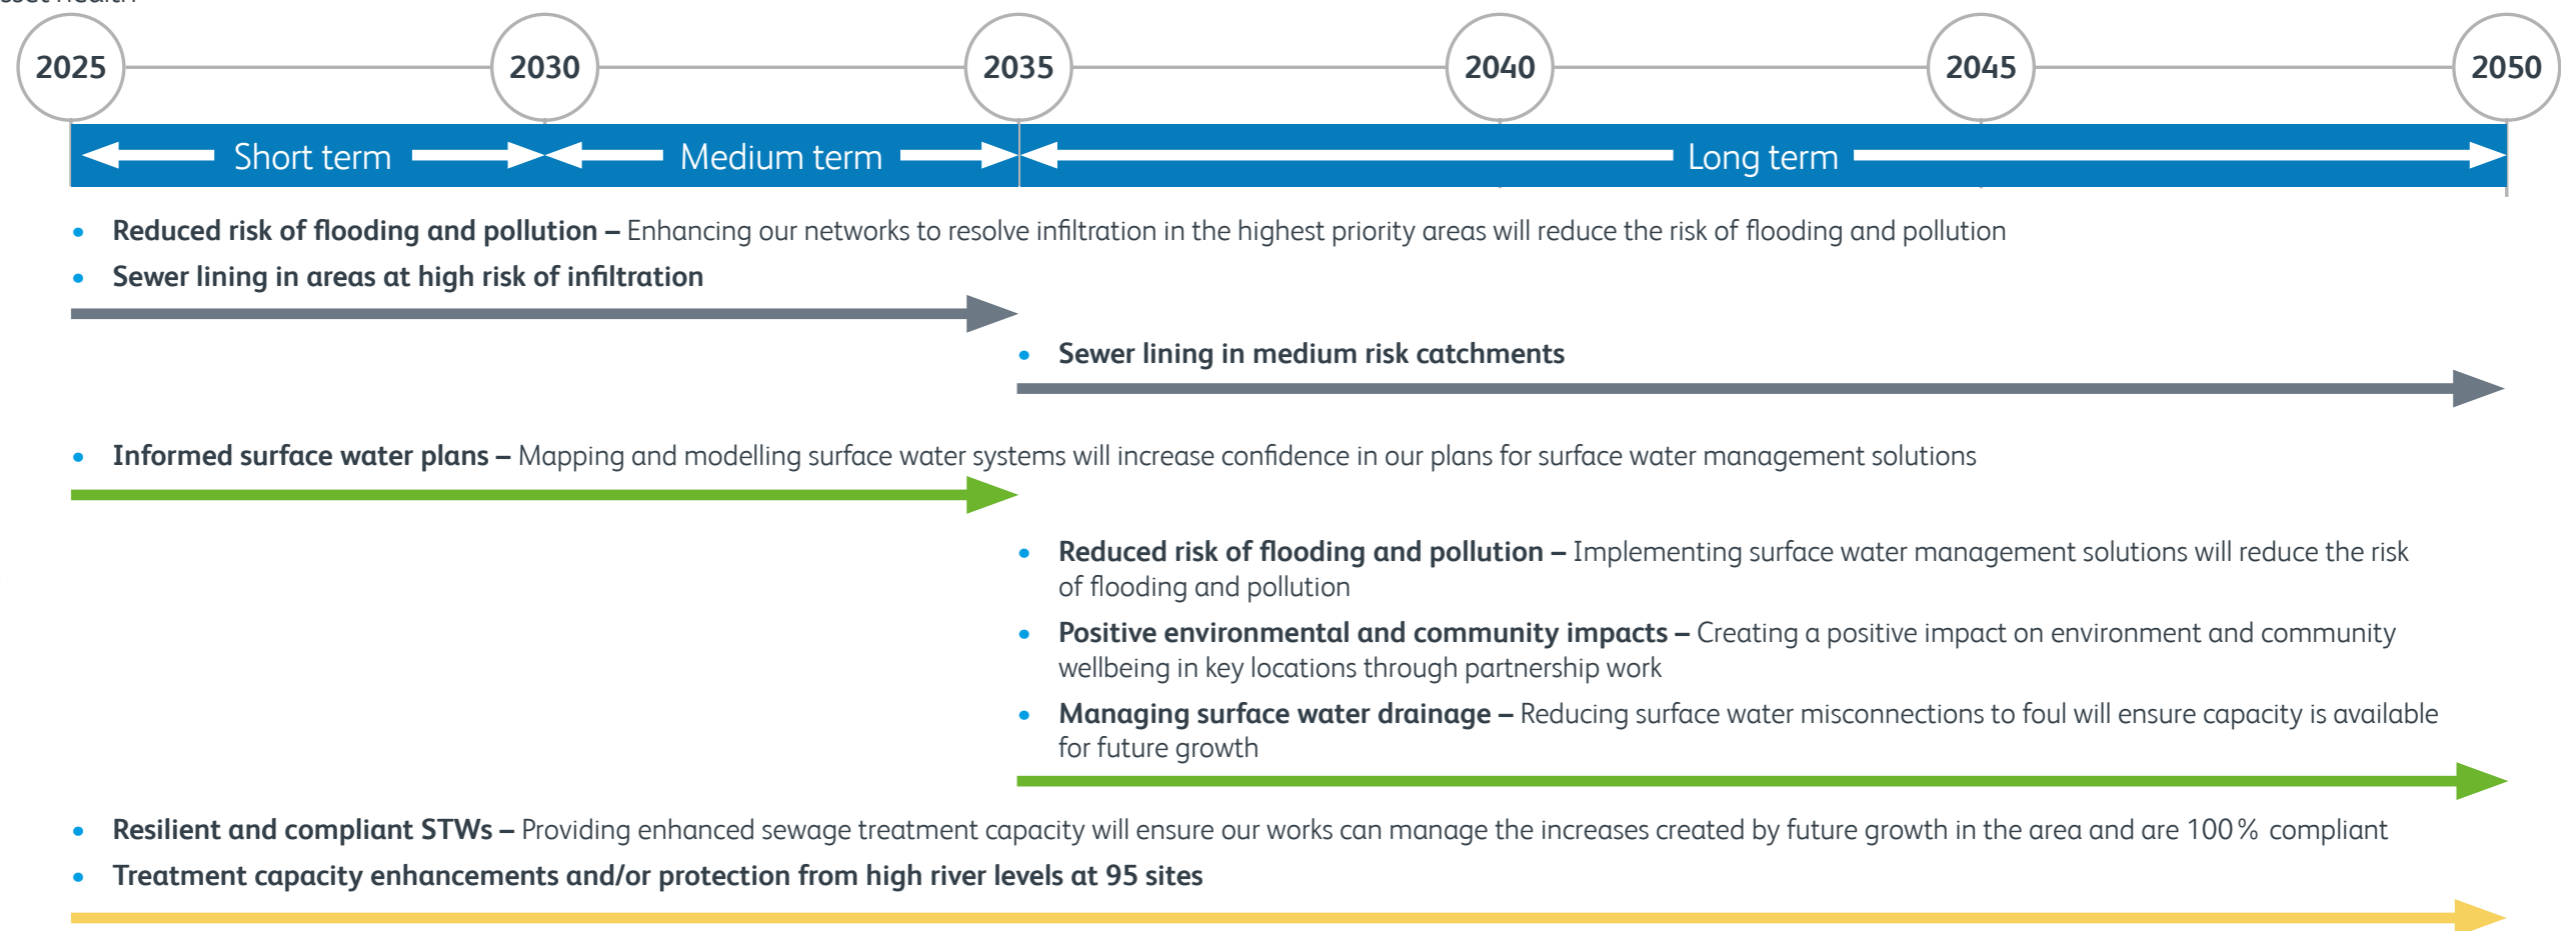 sset health
2025 2030 2035 2040 2045 2050
Short term Medium term Long term
• Reduced risk of flooding and pollution – Enhancing our networks to resolve infiltration in the highest priority areas will reduce the risk of flooding and pollution
• Sewer lining in areas at high risk of infiltration
• Sewer lining in medium risk catchments
• Informed surface water plans – Mapping and modelling surface water systems will increase confidence in our plans for surface water management solutions
• Reduced risk of flooding and pollution – Implementing surface water management solutions will reduce the risk
of flooding and pollution
• Positive environmental and community impacts – Creating a positive impact on environment and community
wellbeing in key locations through partnership work
• Managing surface water drainage – Reducing surface water misconnections to foul will ensure capacity is available
for future growth
• Resilient and compliant STWs – Providing enhanced sewage treatment capacity will ensure our works can manage the increases created by future growth in the area and are 100% compliant
• Treatment capacity enhancements and/or protection from high river levels at 95 sites